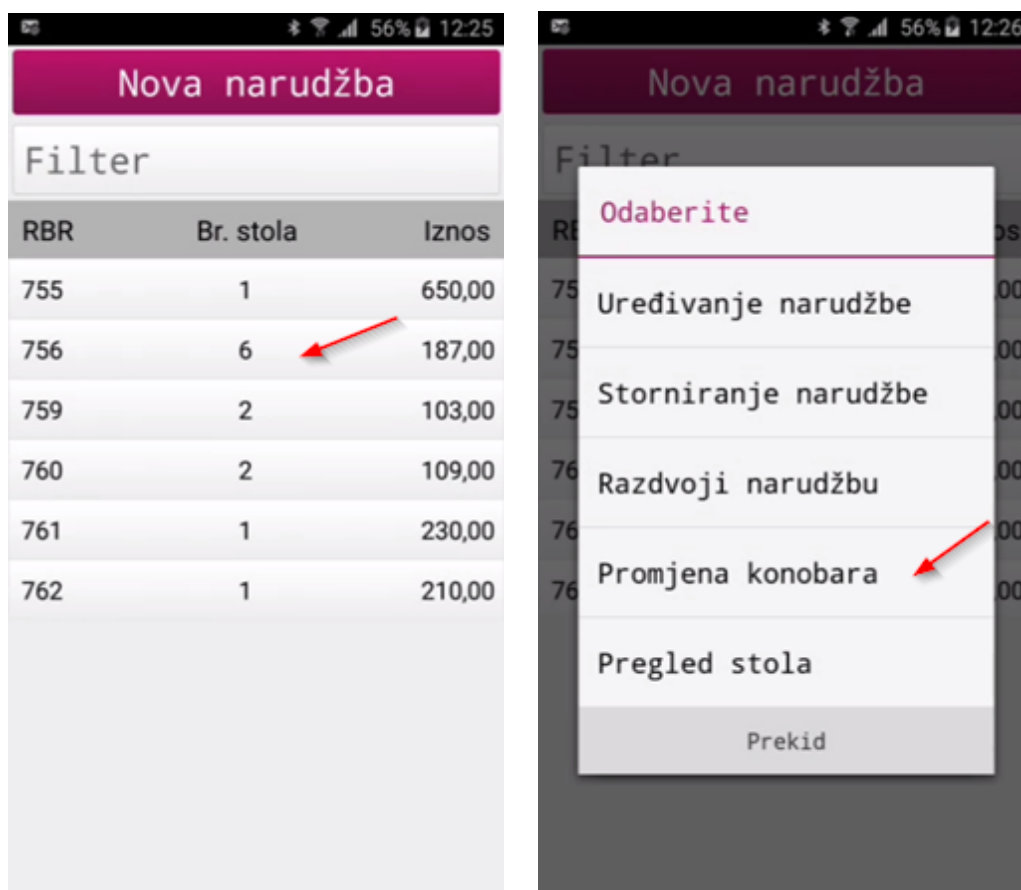 56% 12:25
Nova narudžba
Filter
RBR Br. stola Iznos
755 1 650,00
756 6 187,00
759 2 103,00
760 2 109,00
761 1 230,00
762 1 210,00
56% 12:26
Nova narudžba
Filter
Odaberite
Uređivanje narudžbe
Storniranje narudžbe
Razdvoji narudžbu
Promjena konobara
Pregled stola
Prekid